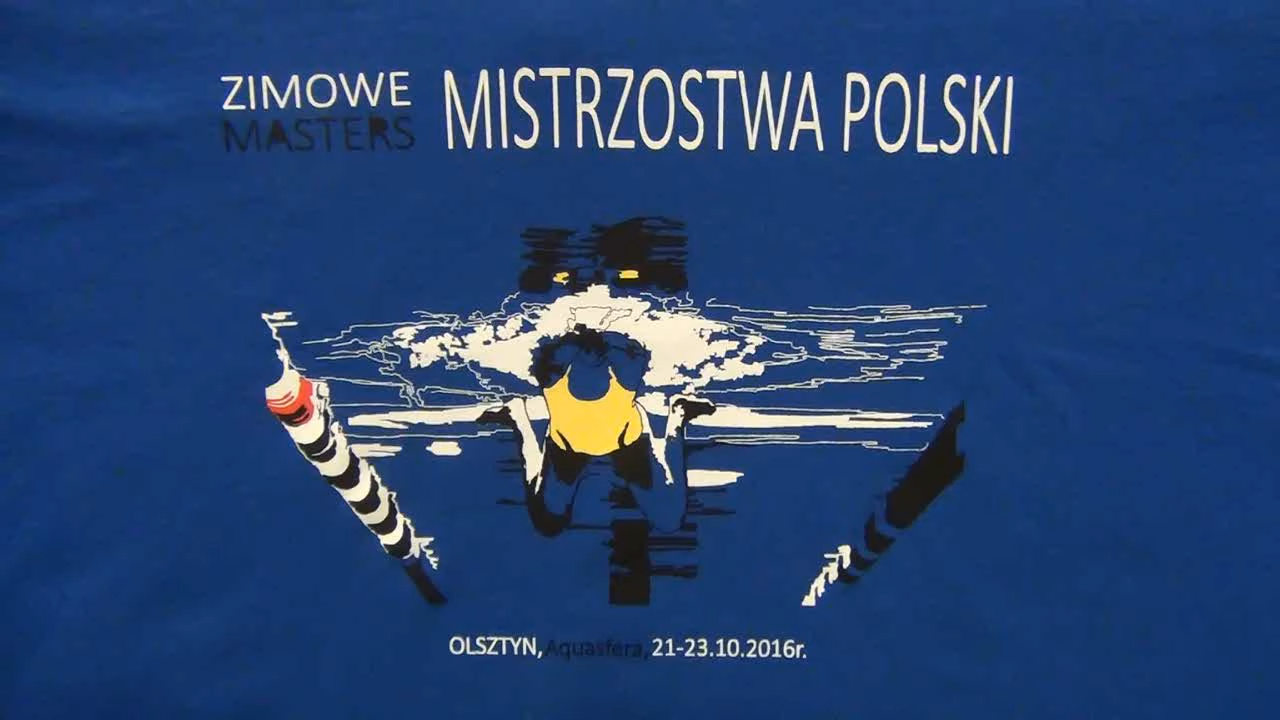 ZIMOWE MISTRZOSTWA POLSKI
MASTERS
OLSZTYN, Aquasfera, 21-23.10.2016r.